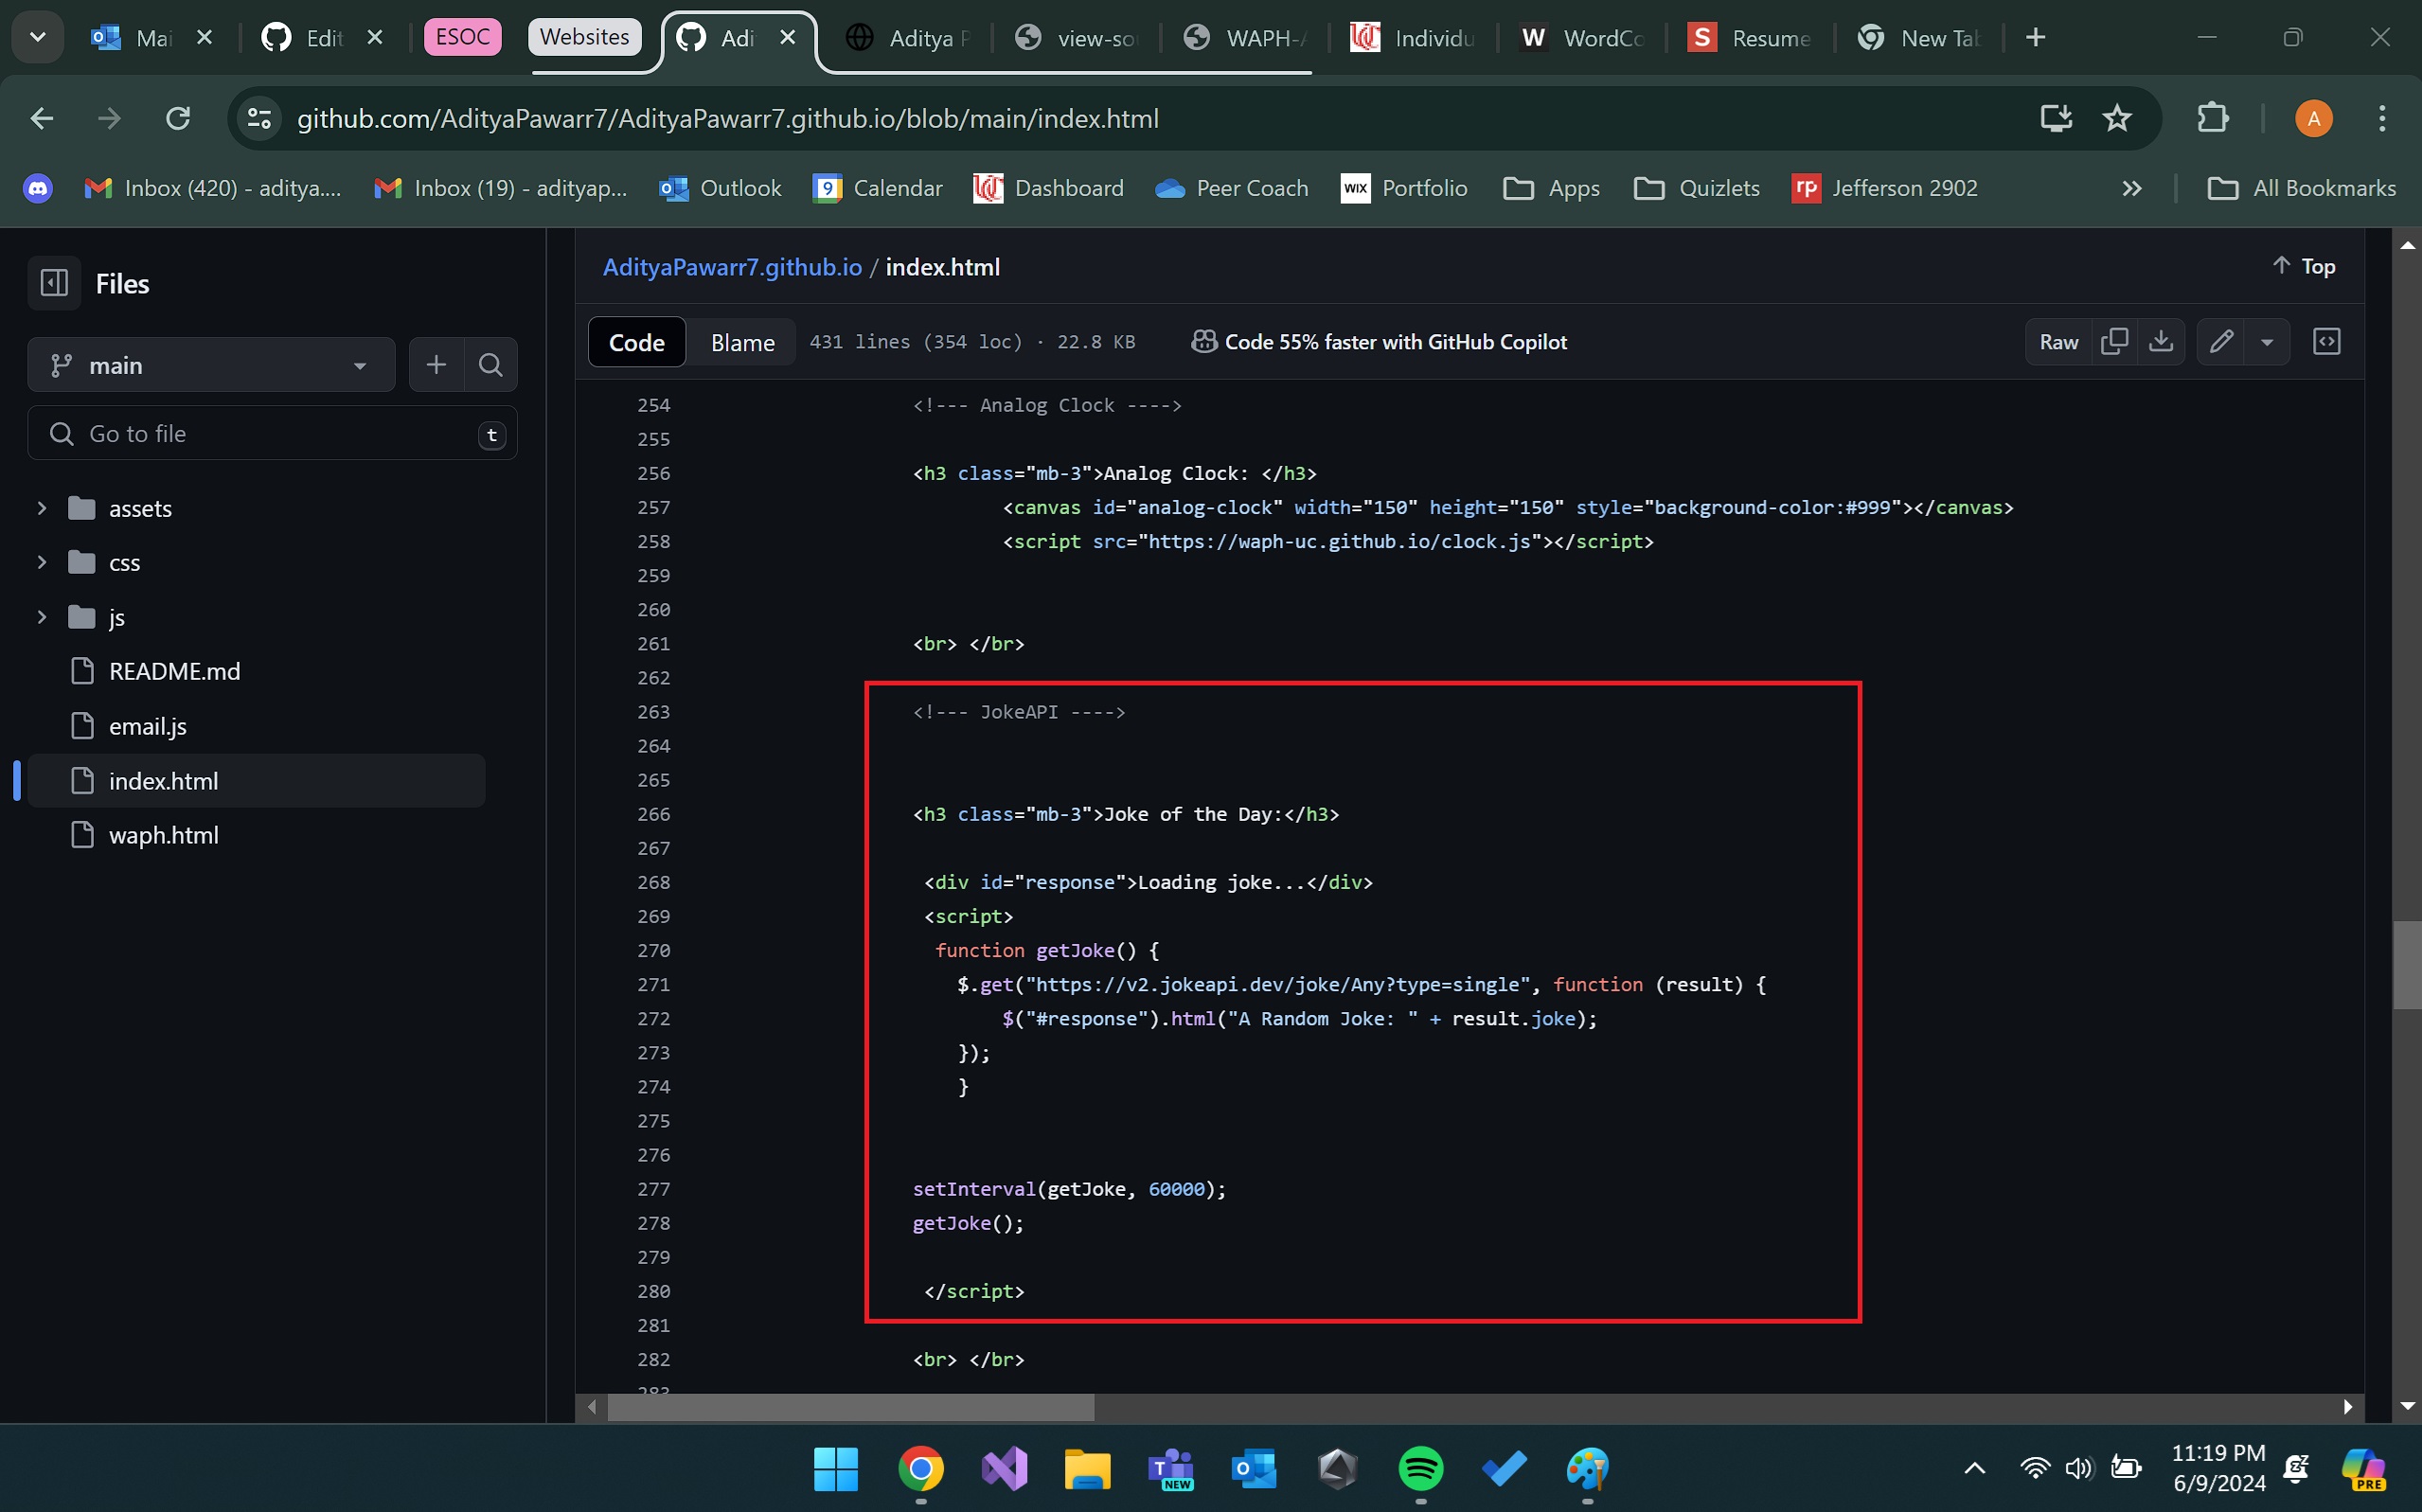 Mai
Edit
ESOC
Websites
Adi
Aditya P
view-sou
WAPH-A
Individu
W WordCo
S Resume
New Tab
github.com/AdityaPawarr7/AdityaPawarr7.github.io/blob/main/index.html
A
Inbox (420) - aditya....
Inbox (19) - adityap...
Outlook
9 Calendar
Dashboard
Peer Coach
WIX Portfolio
Apps
Quizlets
rp Jefferson 2902
All Bookmarks
Files
main
Go to file
t
assets
css
js
README.md
email.js
index.html
waph.html
AdityaPawarr7.github.io / index.html
Top
Code
Blame
431 lines (354 loc) · 22.8 KB
Code 55% faster with GitHub Copilot
Raw
254 <!--- Analog Clock ---->
255
256 <h3 class="mb-3">Analog Clock: </h3>
257 <canvas id="analog-clock" width="150" height="150" style="background-color:#999"></canvas>
258 <script src="https://waph-uc.github.io/clock.js"></script>
259
260
261 <br> </br>
262
263 <!--- JokeAPI ---->
264
265
266 <h3 class="mb-3">Joke of the Day:</h3>
267
268 <div id="response">Loading joke...</div>
269 <script>
270 function getJoke() {
271 $.get("https://v2.jokeapi.dev/joke/Any?type=single", function (result) {
272 $("#response").html("A Random Joke: " + result.joke);
273 });
274 }
275
276
277 setInterval(getJoke, 60000);
278 getJoke();
279
280 </script>
281
282 <br> </br>
283
NEW
11:19 PM
6/9/2024
PRE